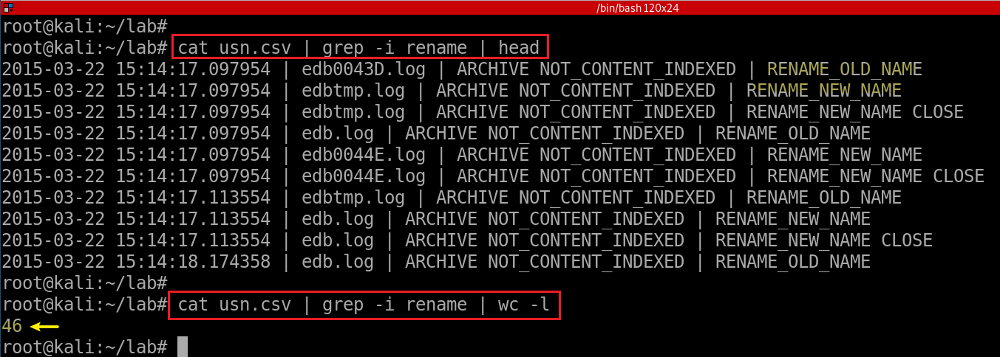 /bin/bash 120x24
root@kali:~/lab#
root@kali:~/lab# cat usn.csv | grep -i rename | head
2015-03-22 15:14:17.097954 | edb0043D.log | ARCHIVE NOT_CONTENT_INDEXED | RENAME_OLD_NAME
2015-03-22 15:14:17.097954 | edbtmp.log | ARCHIVE NOT_CONTENT_INDEXED | RENAME_NEW_NAME
2015-03-22 15:14:17.097954 | edbtmp.log | ARCHIVE NOT_CONTENT_INDEXED | RENAME_NEW_NAME CLOSE
2015-03-22 15:14:17.097954 | edb.log | ARCHIVE NOT_CONTENT_INDEXED | RENAME_OLD_NAME
2015-03-22 15:14:17.097954 | edb0044E.log | ARCHIVE NOT_CONTENT_INDEXED | RENAME_NEW_NAME
2015-03-22 15:14:17.097954 | edb0044E.log | ARCHIVE NOT_CONTENT_INDEXED | RENAME_NEW_NAME CLOSE
2015-03-22 15:14:17.113554 | edbtmp.log | ARCHIVE NOT_CONTENT_INDEXED | RENAME_OLD_NAME
2015-03-22 15:14:17.113554 | edb.log | ARCHIVE NOT_CONTENT_INDEXED | RENAME_NEW_NAME
2015-03-22 15:14:17.113554 | edb.log | ARCHIVE NOT_CONTENT_INDEXED | RENAME_NEW_NAME CLOSE
2015-03-22 15:14:18.174358 | edb.log | ARCHIVE NOT_CONTENT_INDEXED | RENAME_OLD_NAME
root@kali:~/lab#
root@kali:~/lab# cat usn.csv | grep -i rename | wc -l
46
root@kali:~/lab#